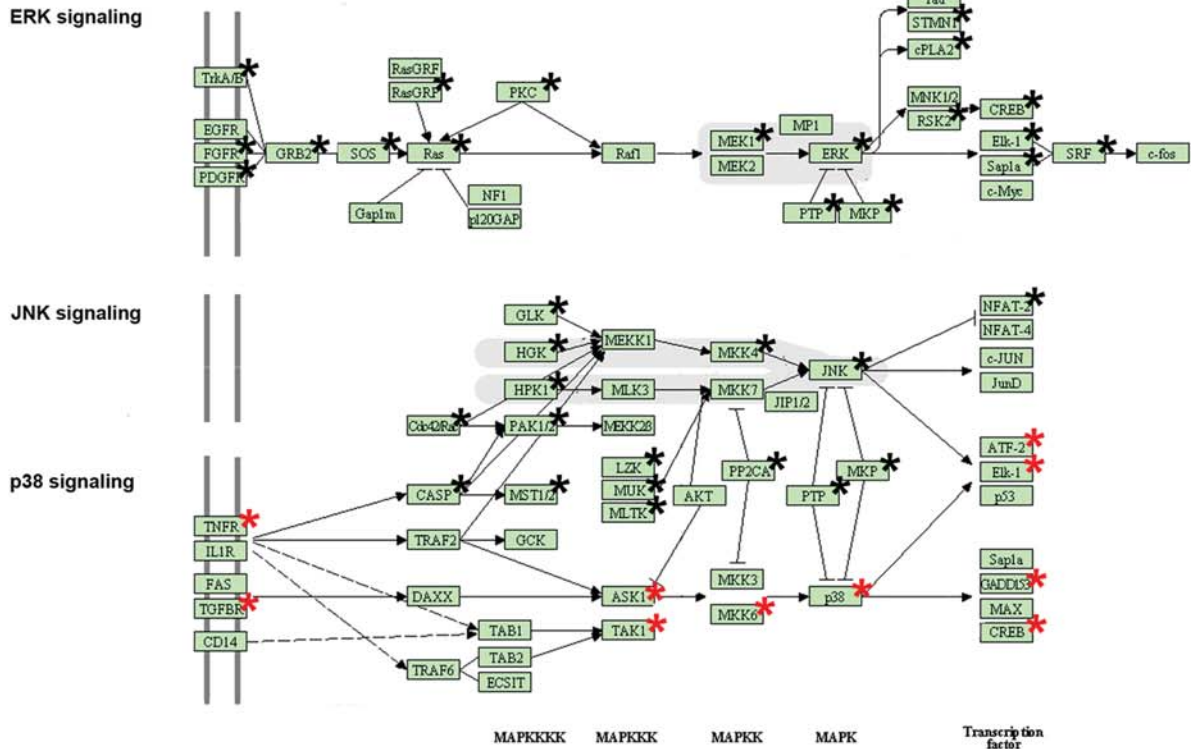 ERK signaling
STMN1*
cPLA2*
TrkA/B*
RasGRF
RasGRP*
PKC*
MNK1/2
RSK2*
CREB*
EGFR
FGFR*
PDGFR*
GRB2*
SOS*
Ras*
Raf1
MEK1*
MEK2
MP1
ERK*
Elk-1*
Sap1a*
c-Myc
SRF*
c-fos
Gap1m
NF1
p120GAP
PTP*
MKP*
JNK signaling
GLK*
HGK*
HPK1*
MEKK1
MLK3
MKK4*
MKK7
JNK*
JIP1/2
NFAT-2*
NFAT-4
c-JUN
JunD
Cdc42/Rac*
PAK1/2*
MEKK2/3
p38 signaling
CASP*
MST1/2*
LZK*
MUK*
MLTK*
AKT
PP2CA*
PTP*
MKP*
ATF-2*
Elk-1*
p53
TNFR*
IL1R
FAS
TGFBR*
CD14
TRAF2
GCK
DAXX
ASK1*
MKK3
MKK6*
p38*
Sap1a
GADD153*
MAX
CREB*
TAB1
TAK1*
TRAF6
TAB2
ECSIT
MAPKKKK
MAPKKK
MAPKK
MAPK
Transcription
factor